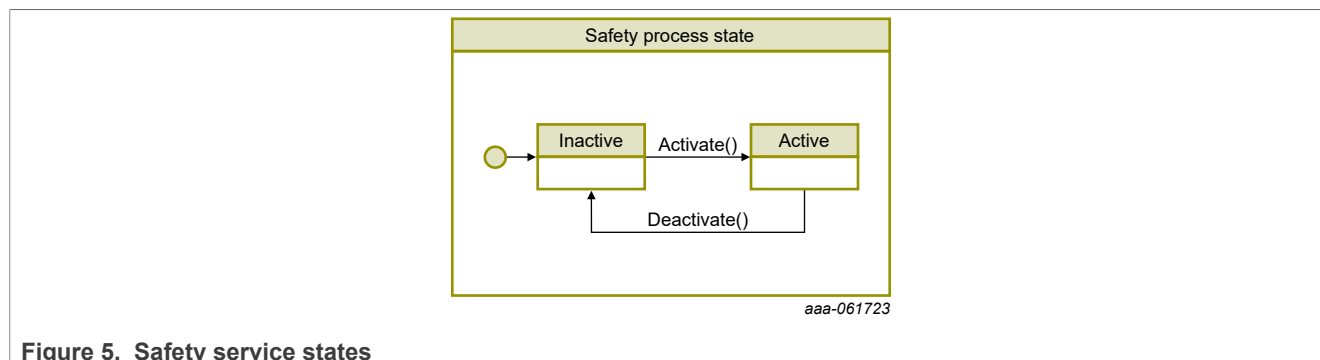 Safety process state
Inactive
Activate()
Active
Deactivate()
aaa-061723
Figure 5. Safety service states